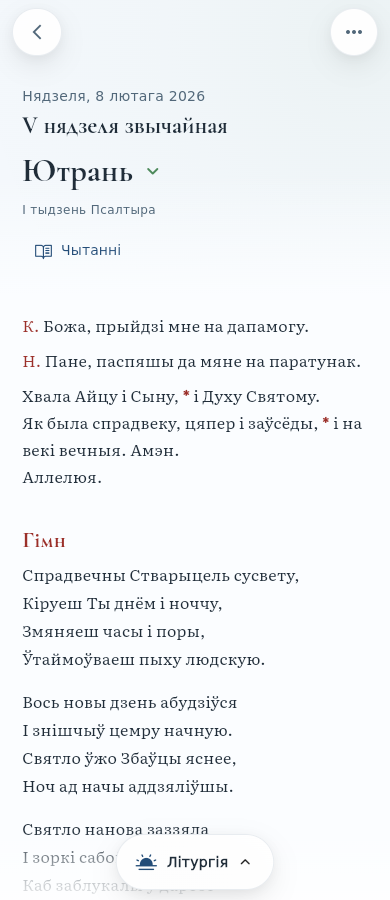 Нядзеля, 8 лютага 2026
V нядзеля звычайная
Ютрань
I тыдзень Псалтыра
Чытанні
К. Божа, прыйдзі мне на дапамогу.
Н. Пане, паспяшы да мяне на паратунак.
Хвала Айцу і Сыну, * і Духу Святому.
Як была спрадвеку, цяпер і заўсёды, * і на
векі вечныя. Амэн.
Аллелюя.
Гімн
Спрадвечны Стварыцель сусвету,
Кіруеш Ты днём і ноччу,
Змяняеш часы і поры,
Ўтаймоўваеш пыху людскую.
Вось новы дзень абудзіўся
І знішчыў цемру начную.
Святло ўжо Збаўцы яснее,
Ноч ад начы аддзяліўшы.
Святло нанова заззяла
І зоркі
Каб
Літургія